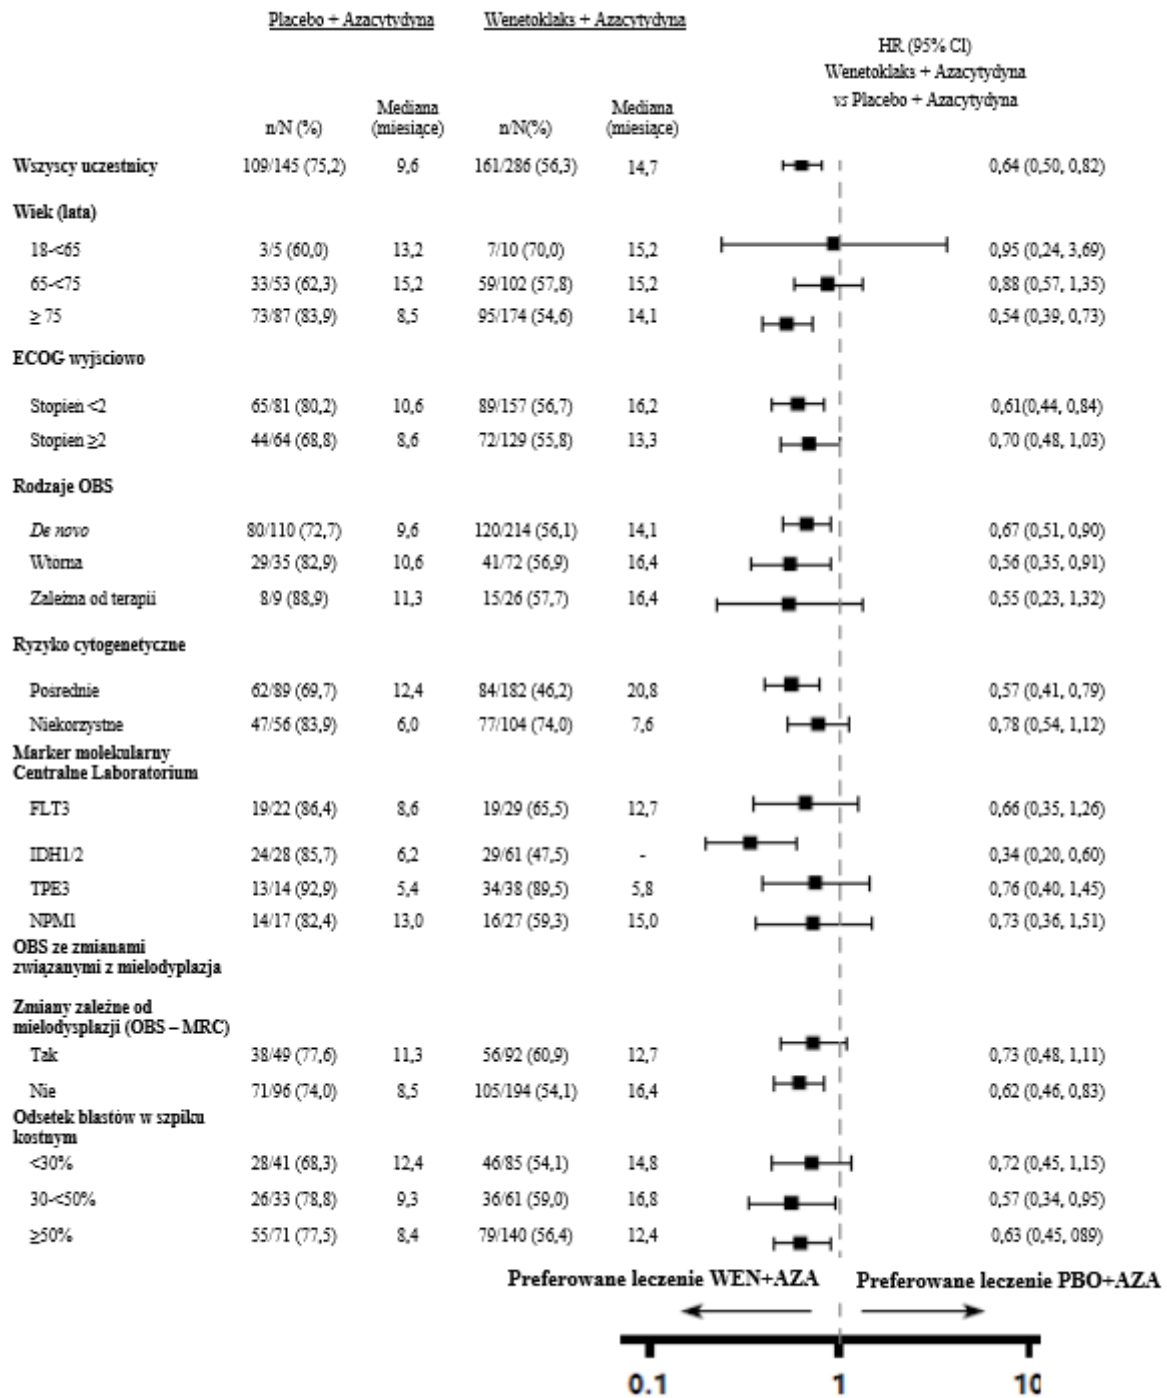 Placebo + Azacytydyna Wenetoklaks + Azacytydyna
HR (95% CI)
Wenetoklaks + Azacytydyna
vs Placebo + Azacytydyna
n/N (%) Mediana (miesiące) n/N(%) Mediana (miesiące)
Wszyscy uczestnicy 109/145 (75,2) 9,6 161/286 (56,3) 14,7 0,64 (0,50, 0,82)
Wiek (lata)
18-<65 3/5 (60,0) 13,2 7/10 (70,0) 15,2 0,95 (0,24, 3,69)
65-<75 33/53 (62,3) 15,2 59/102 (57,8) 15,2 0,88 (0,57, 1,35)
≥ 75 73/87 (83,9) 8,5 95/174 (54,6) 14,1 0,54 (0,39, 0,73)
ECOG wyjściowo
Stopień <2 65/81 (80,2) 10,6 89/157 (56,7) 16,2 0,61(0,44, 0,84)
Stopień ≥2 44/64 (68,8) 8,6 72/129 (55,8) 13,3 0,70 (0,48, 1,03)
Rodzaje OBS
De novo 80/110 (72,7) 9,6 120/214 (56,1) 14,1 0,67 (0,51, 0,90)
Wtórna 29/35 (82,9) 10,6 41/72 (56,9) 16,4 0,56 (0,35, 0,91)
Zależna od terapii 8/9 (88,9) 11,3 15/26 (57,7) 16,4 0,55 (0,23, 1,32)
Ryzyko cytogenetyczne
Pośrednie 62/89 (69,7) 12,4 84/182 (46,2) 20,8 0,57 (0,41, 0,79)
Niekorzystne 47/56 (83,9) 6,0 77/104 (74,0) 7,6 0,78 (0,54, 1,12)
Marker molekularny
Centralne Laboratorium
FLT3 19/22 (86,4) 8,6 19/29 (65,5) 12,7 0,66 (0,35, 1,26)
IDH1/2 24/28 (85,7) 6,2 29/61 (47,5) - 0,34 (0,20, 0,60)
TPE3 13/14 (92,9) 5,4 34/38 (89,5) 5,8 0,76 (0,40, 1,45)
NPM1 14/17 (82,4) 13,0 16/27 (59,3) 15,0 0,73 (0,36, 1,51)
OBS ze zmianami
związanymi z mielodyplazja
Zmiany zależne od
mielodysplazji (OBS – MRC)
Tak 38/49 (77,6) 11,3 56/92 (60,9) 12,7 0,73 (0,48, 1,11)
Nie 71/96 (74,0) 8,5 105/194 (54,1) 16,4 0,62 (0,46, 0,83)
Odsetek blastów w szpiku
kostnym
<30% 28/41 (68,3) 12,4 46/85 (54,1) 14,8 0,72 (0,45, 1,15)
30-<50% 26/33 (78,8) 9,3 36/61 (59,0) 16,8 0,57 (0,34, 0,95)
≥50% 55/71 (77,5) 8,4 79/140 (56,4) 12,4 0,63 (0,45, 089)
Preferowane leczenie WEN+AZA Preferowane leczenie PBO+AZA
0.1 1 10